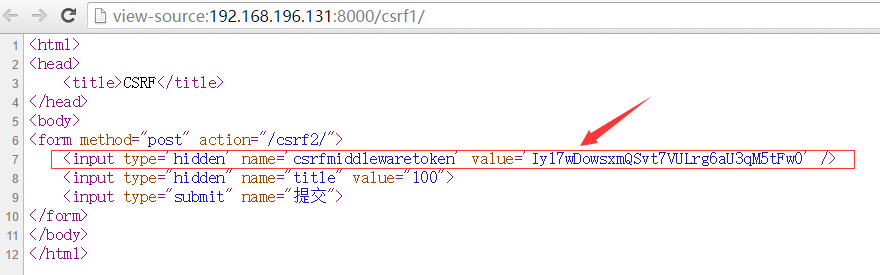 view-source:192.168.196.131:8000/csrf1/
1 <html>
2 <head>
3 <title>CSRF</title>
4 </head>
5 <body>
6 <form method="post" action="/csrf2/">
7 <input type='hidden' name='csrfmiddlewaretoken' value='Iyl7wDowsxmQSvt7VULrg6aU3qM5tFw0' />
8 <input type="hidden" name="title" value="100">
9 <input type="submit" name="提交">
10 </form>
11 </body>
12 </html>